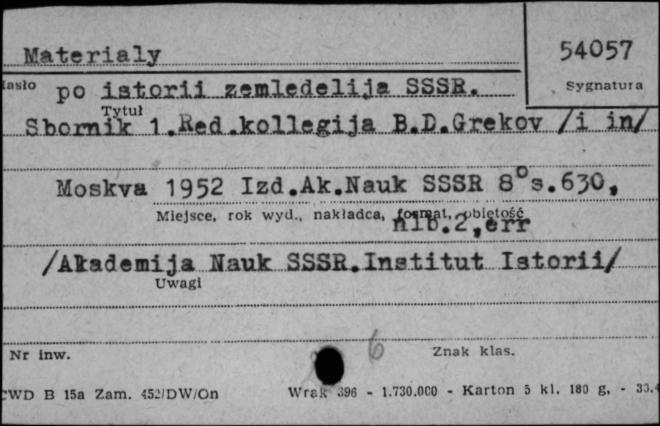 Materialy
54057
Hasło po istorii zemledelija SSSR.
Sygnatura
Tytuł
Sbornik 1.Red.kollegija B.D.Grekov /i in/
Moskva 1952 Izd.Ak.Nauk SSSR 8° s.630,
Miejsce, rok wyd., nakładca, format, objętość
nlb.2,err
/Akademija Nauk SSSR.Institut Istorii/
Uwagi
6
Nr inw.
Znak klas.
CWD B 15a Zam. 452/DW/On
396 - 1.730.000 - Karton 5 kl. 180 g, -